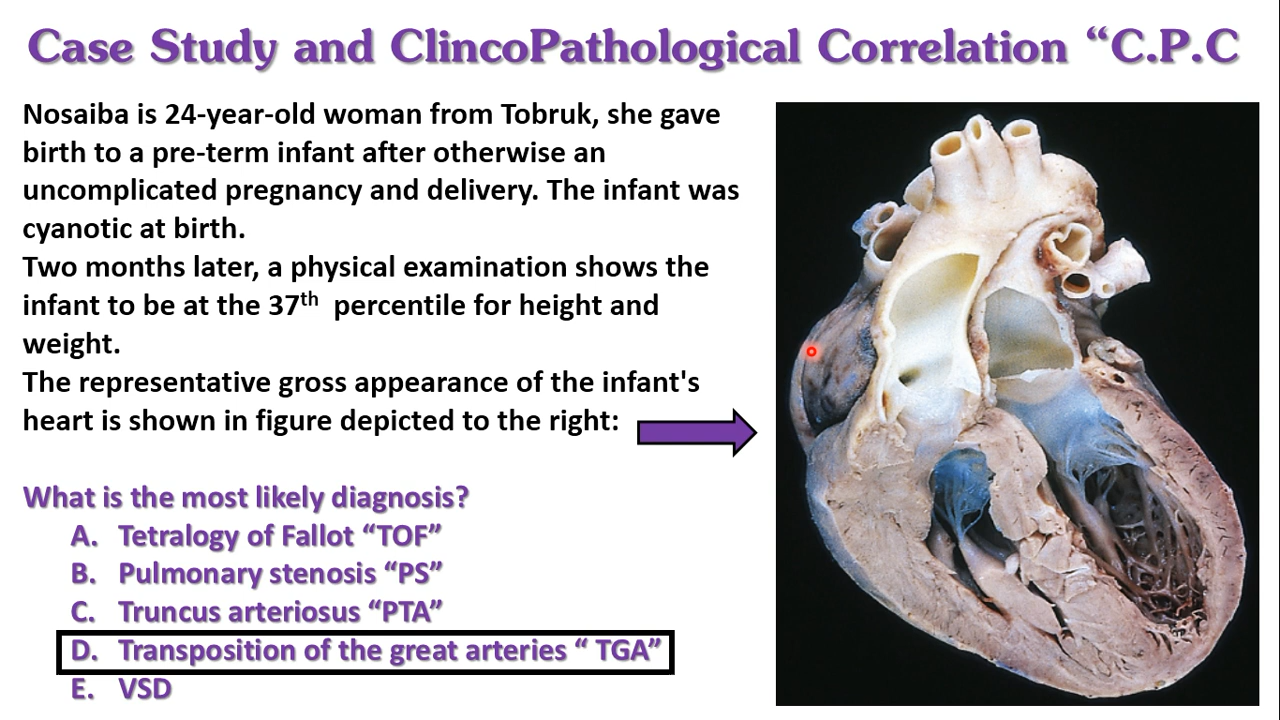 Case Study and ClincoPathological Correlation “C.P.C
Nosaiba is 24-year-old woman from Tobruk, she gave
birth to a pre-term infant after otherwise an
uncomplicated pregnancy and delivery. The infant was
cyanotic at birth.
Two months later, a physical examination shows the
infant to be at the 37th percentile for height and
weight.
The representative gross appearance of the infant's
heart is shown in figure depicted to the right:
What is the most likely diagnosis?
A. Tetralogy of Fallot “TOF”
B. Pulmonary stenosis “PS”
C. Truncus arteriosus “PTA”
D. Transposition of the great arteries “ TGA”
E. VSD